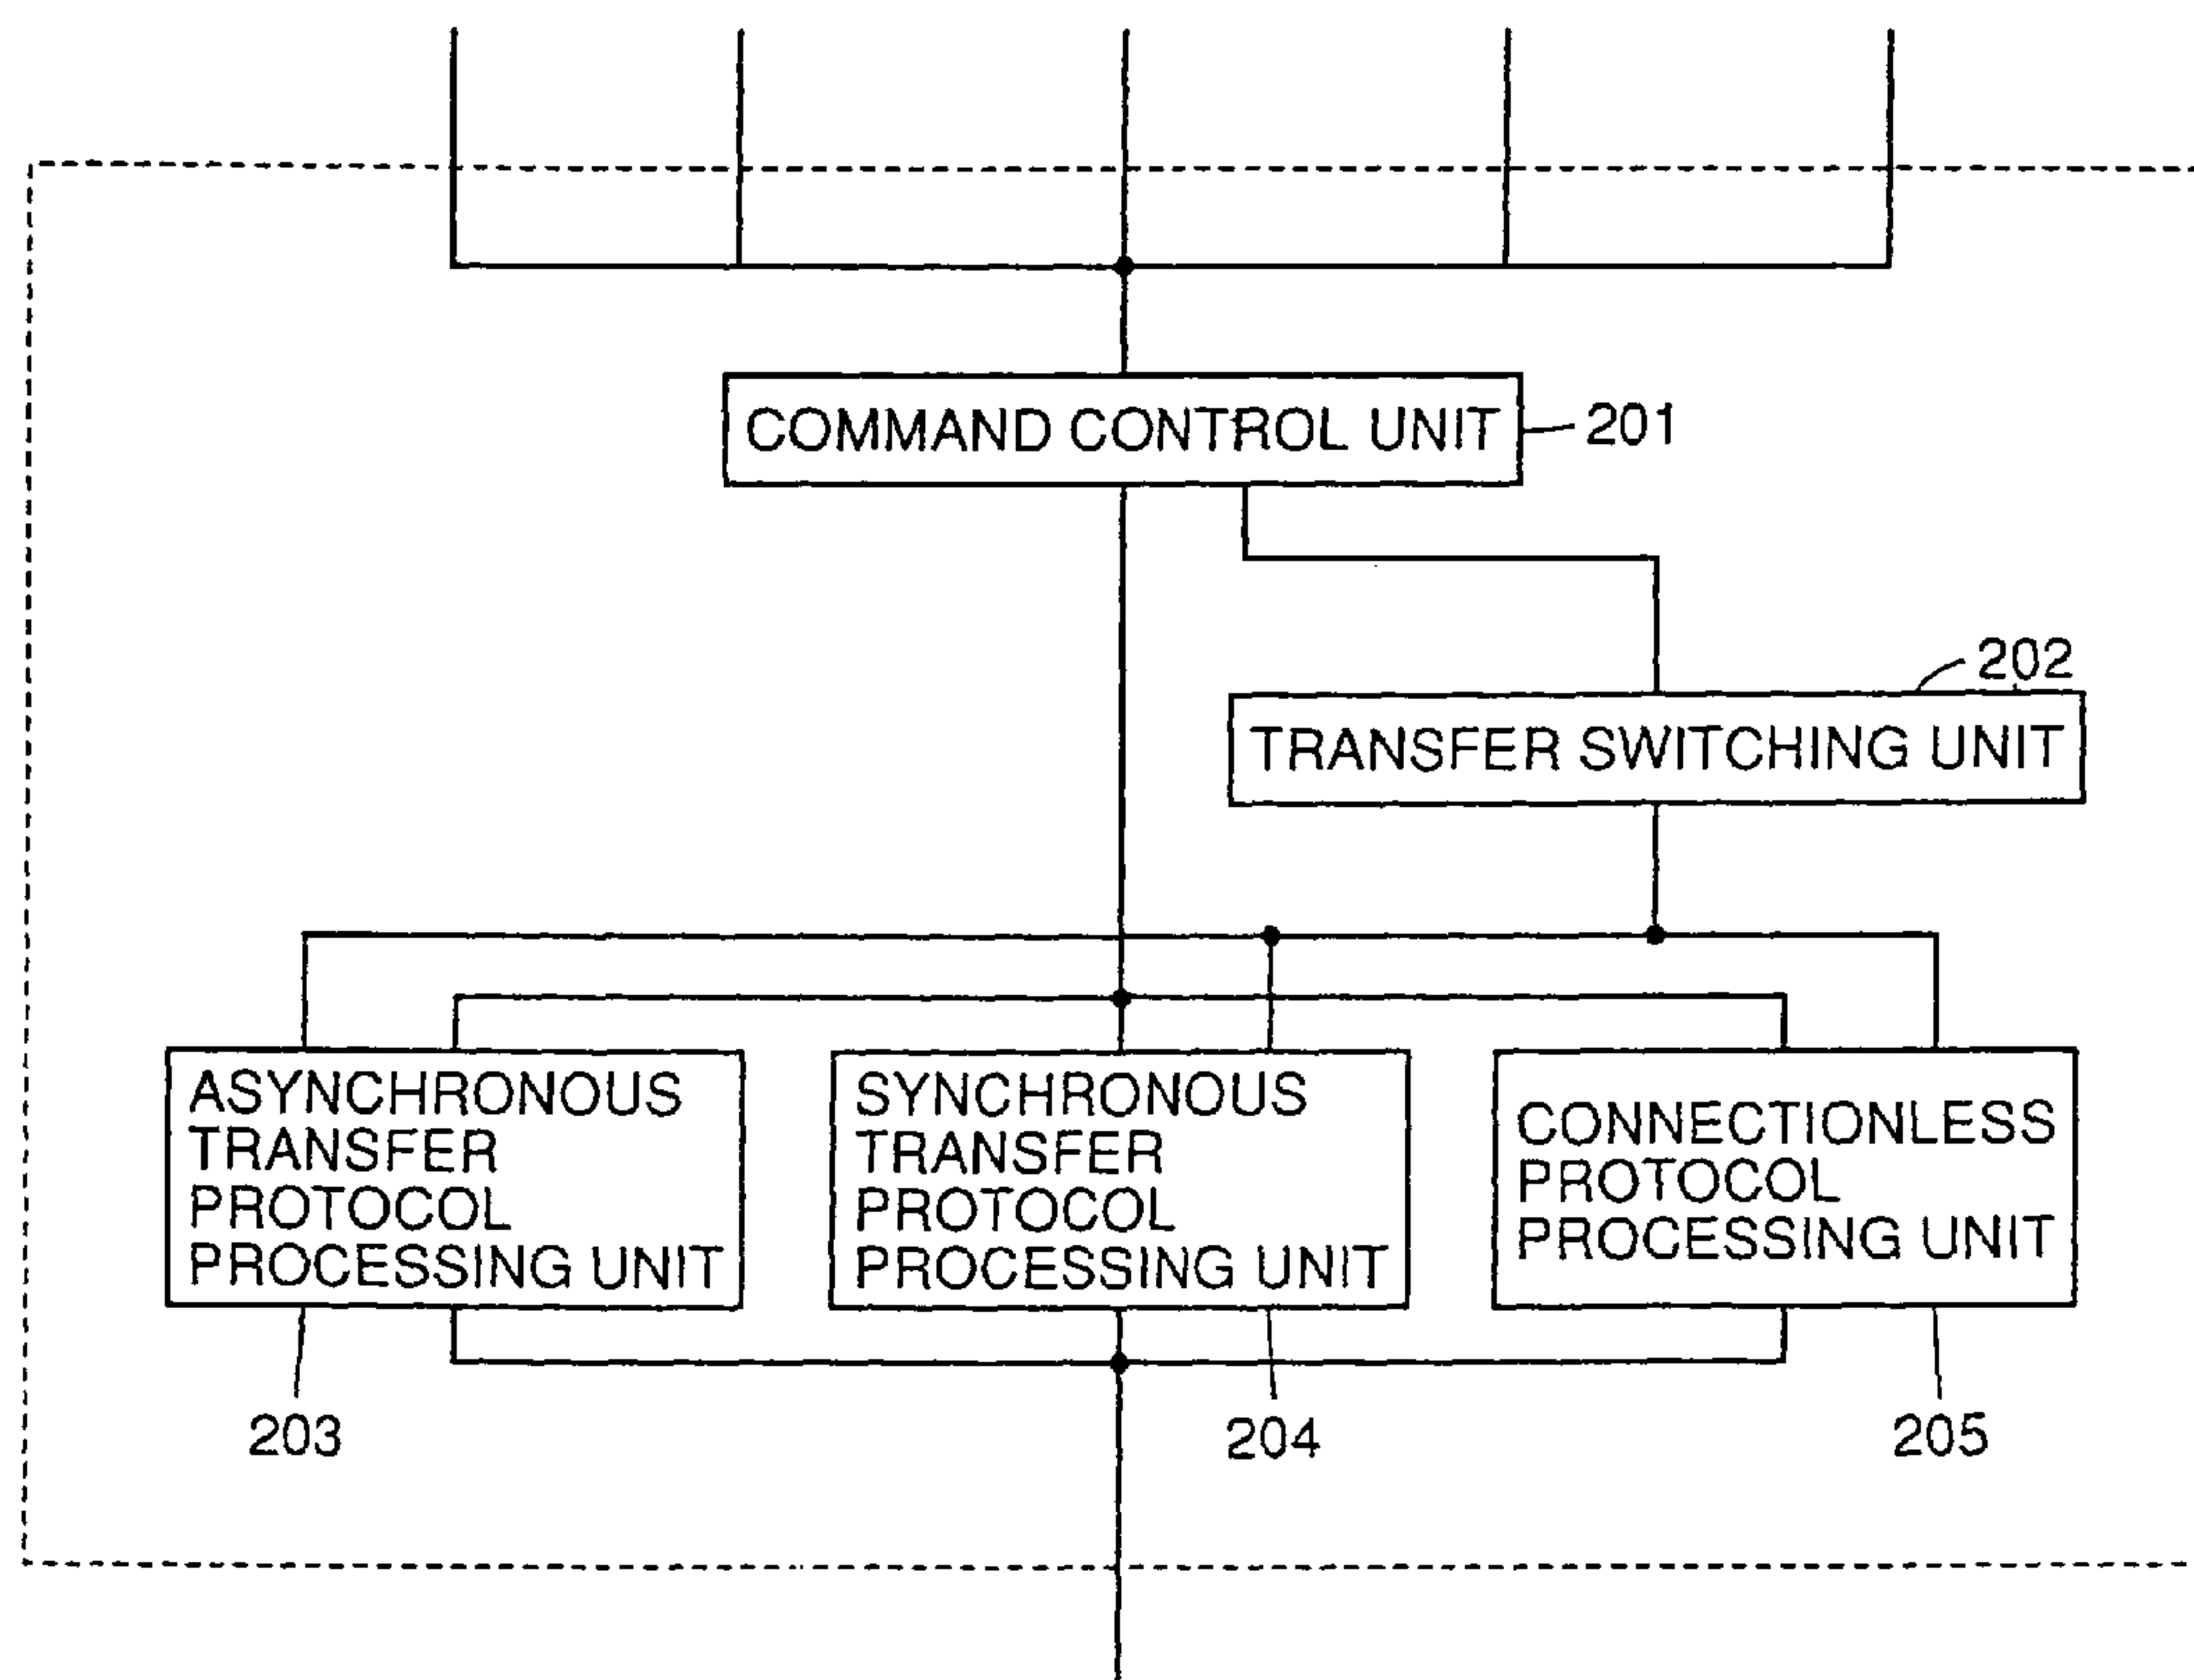 COMMAND CONTROL UNIT
201
202
TRANSFER SWITCHING UNIT
ASYNCHRONOUS
TRANSFER
PROTOCOL
PROCESSING UNIT
SYNCHRONOUS
TRANSFER
PROTOCOL
PROCESSING UNIT
CONNECTIONLESS
PROTOCOL
PROCESSING UNIT
203
204
205